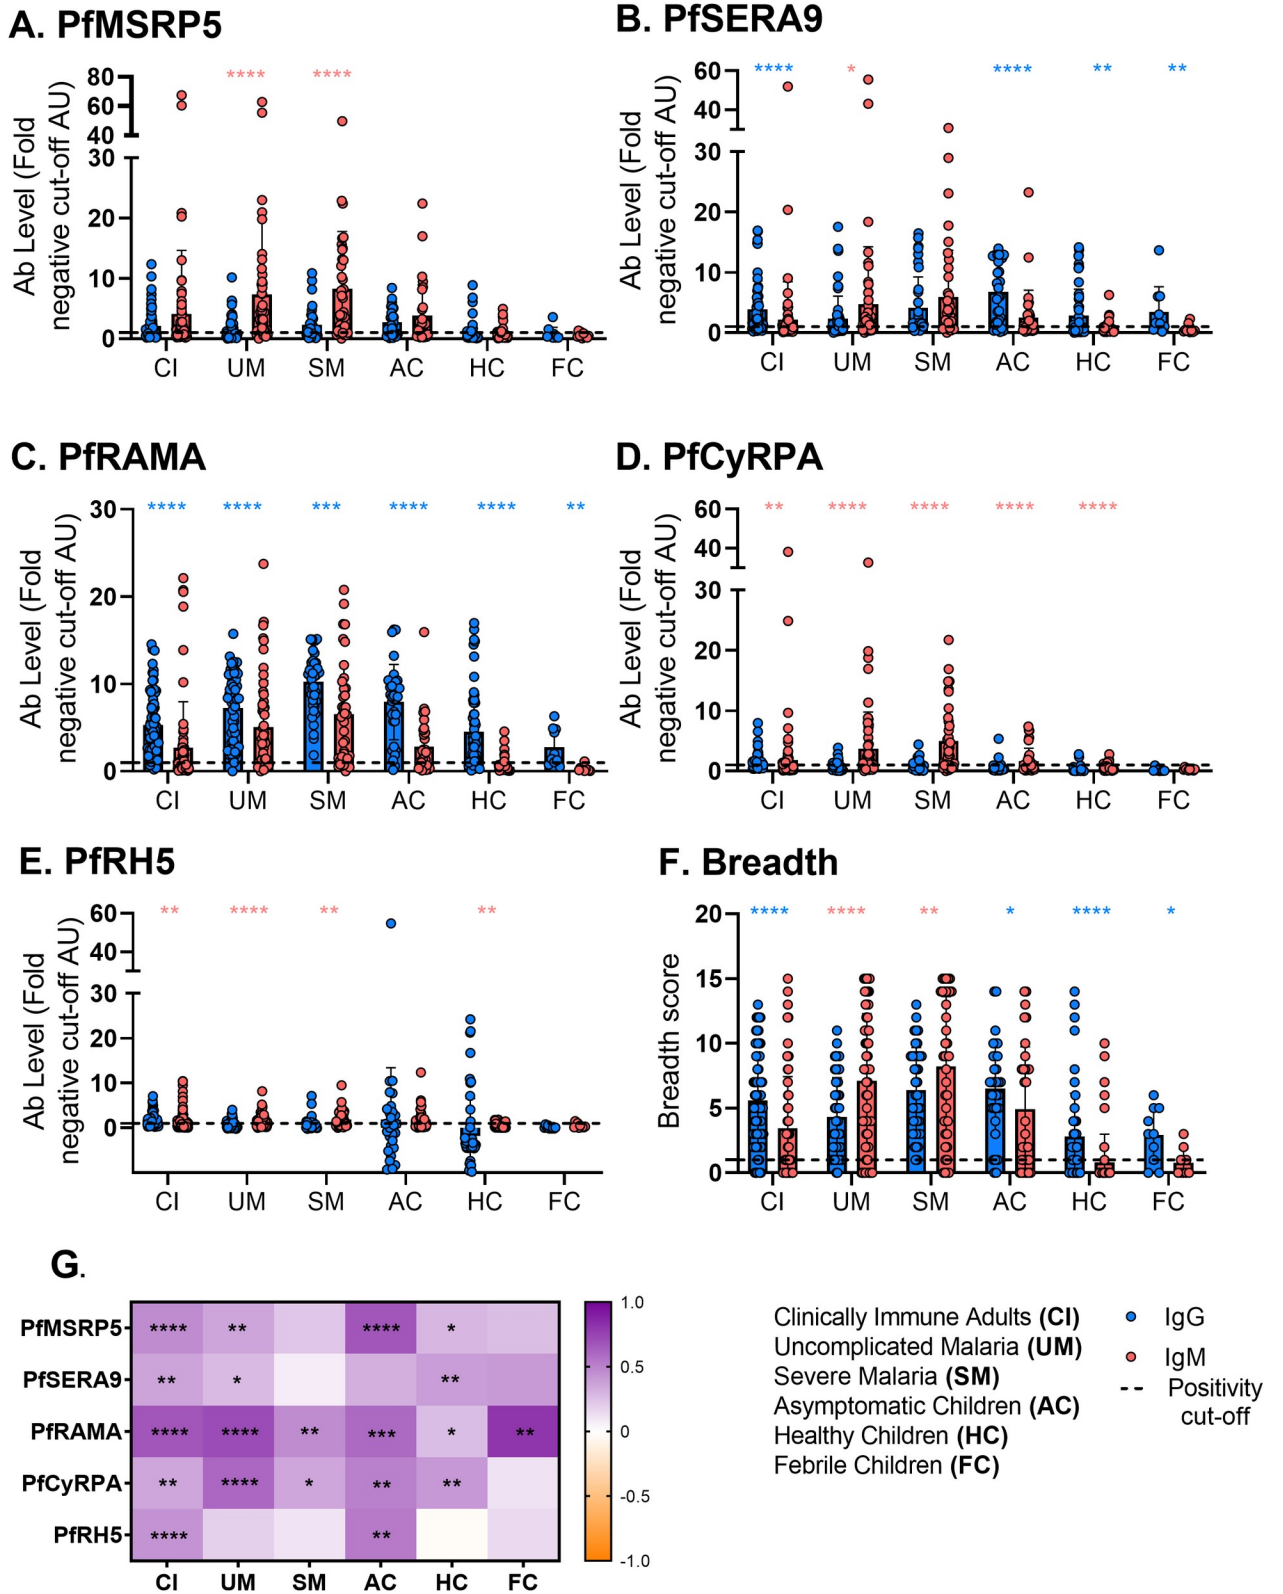 A. PfMSRP5
Ab Level (Fold
negative cut-off AU)
80
60
40
30
20
10
0
**** ****
CI UM SM AC HC FC
B. PfSERA9
Ab Level (Fold
negative cut-off AU)
60
40
30
20
10
0
**** * **** ** **
CI UM SM AC HC FC
C. PfRAMA
Ab Level (Fold
negative cut-off AU)
30
20
10
0
**** **** *** **** **** **
CI UM SM AC HC FC
D. PfCyRPA
Ab Level (Fold
negative cut-off AU)
60
40
30
20
10
0
** **** **** **** ****
CI UM SM AC HC FC
E. PfRH5
Ab Level (Fold
negative cut-off AU)
60
40
30
20
10
0
** **** ** **
CI UM SM AC HC FC
F. Breadth
Breadth score
20
15
10
5
0
**** **** ** * **** *
CI UM SM AC HC FC
G.
PfMSRP5 **** ** **** *
PfSERA9 ** * **
PfRAMA **** **** ** *** * **
PfCyRPA ** **** * ** **
PfRH5 **** **
CI UM SM AC HC FC
1.0
0.5
0
-0.5
-1.0
Clinically Immune Adults (CI)
Uncomplicated Malaria (UM)
Severe Malaria (SM)
Asymptomatic Children (AC)
Healthy Children (HC)
Febrile Children (FC)
IgG
IgM
Positivity
cut-off